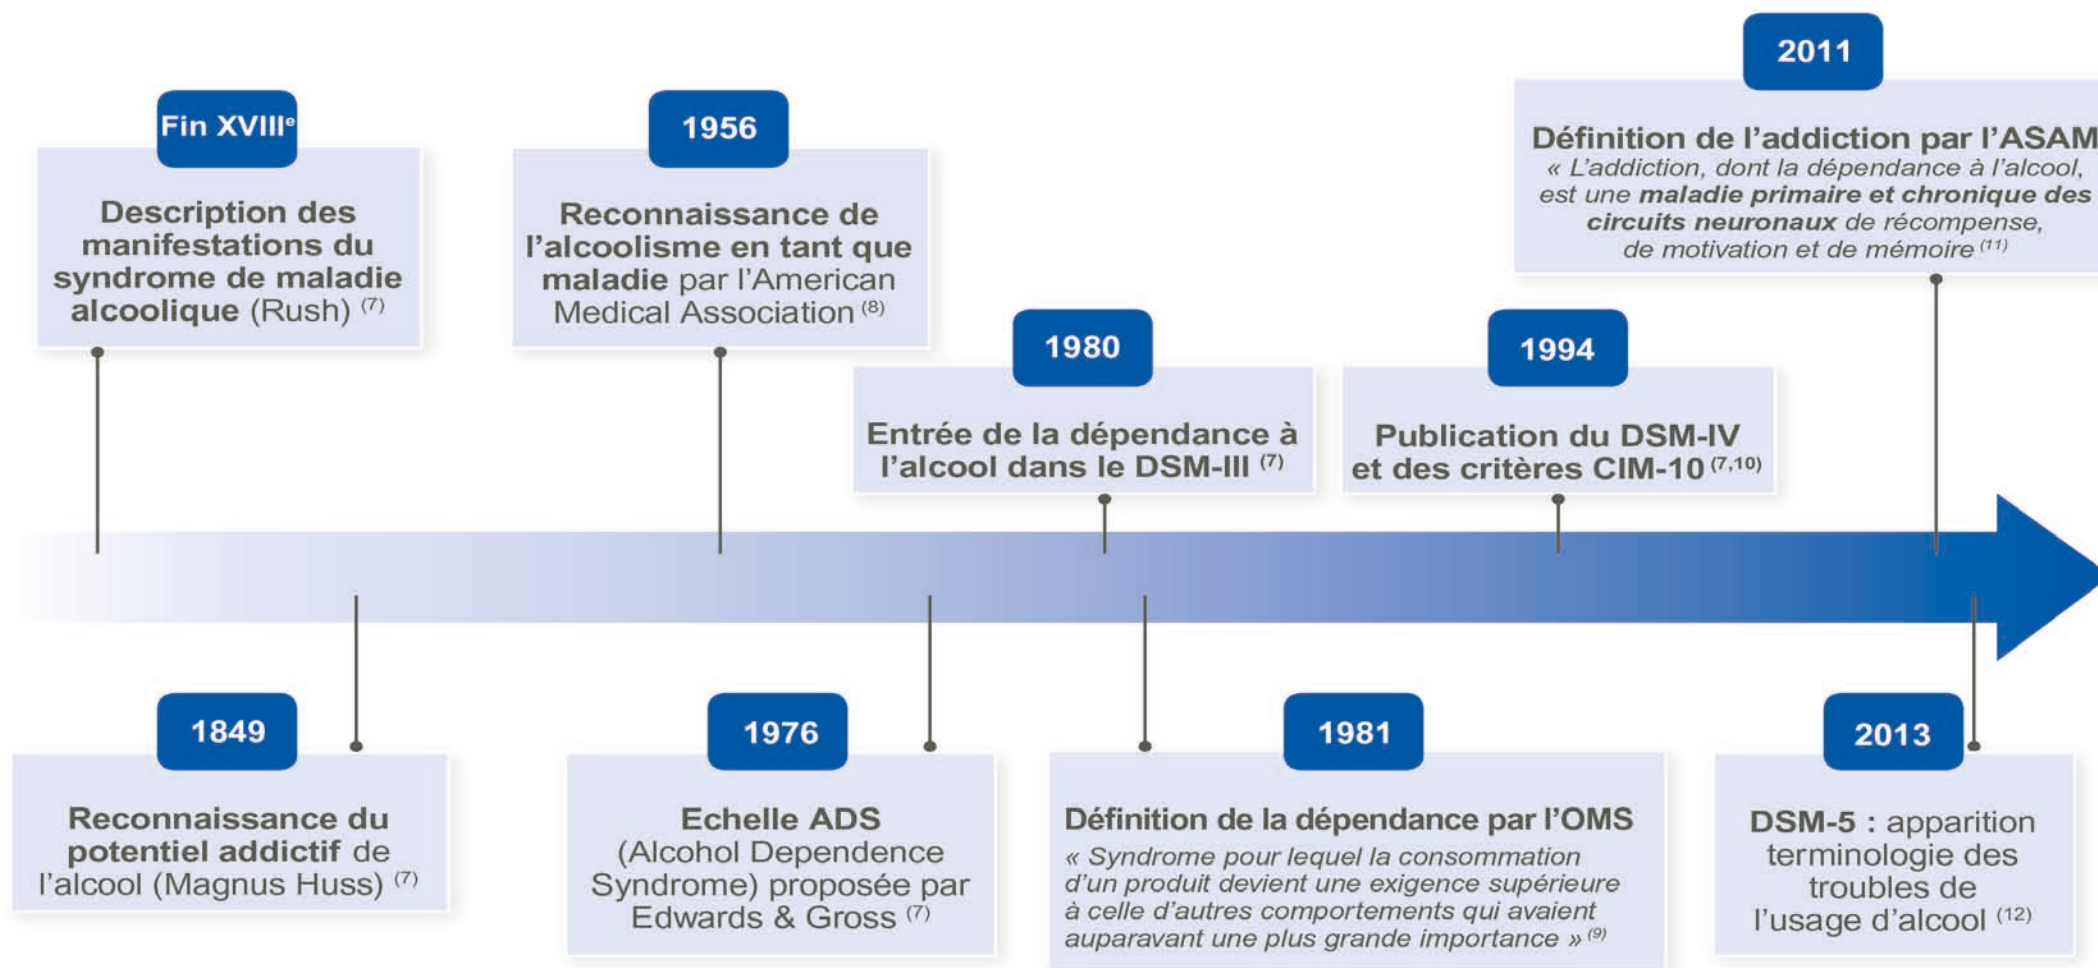 Fin XVIIIᵉ
Description des
manifestations du
syndrome de maladie
alcoolique (Rush) (7)
1956
Reconnaissance de
l’alcoolisme en tant que
maladie par l’American
Medical Association (8)
1980
Entrée de la dépendance à
l’alcool dans le DSM-III (7)
1994
Publication du DSM-IV
et des critères CIM-10 (7,10)
2011
Définition de l’addiction par l’ASAM
« L’addiction, dont la dépendance à l’alcool,
est une maladie primaire et chronique des
circuits neuronaux de récompense,
de motivation et de mémoire (11)
1849
Reconnaissance du
potentiel addictif de
l’alcool (Magnus Huss) (7)
1976
Echelle ADS
(Alcohol Dependence
Syndrome) proposée par
Edwards & Gross (7)
1981
Définition de la dépendance par l’OMS
« Syndrome pour lequel la consommation
d’un produit devient une exigence supérieure
à celle d’autres comportements qui avaient
auparavant une plus grande importance » (9)
2013
DSM-5 : apparition
terminologie des
troubles de
l’usage d’alcool (12)